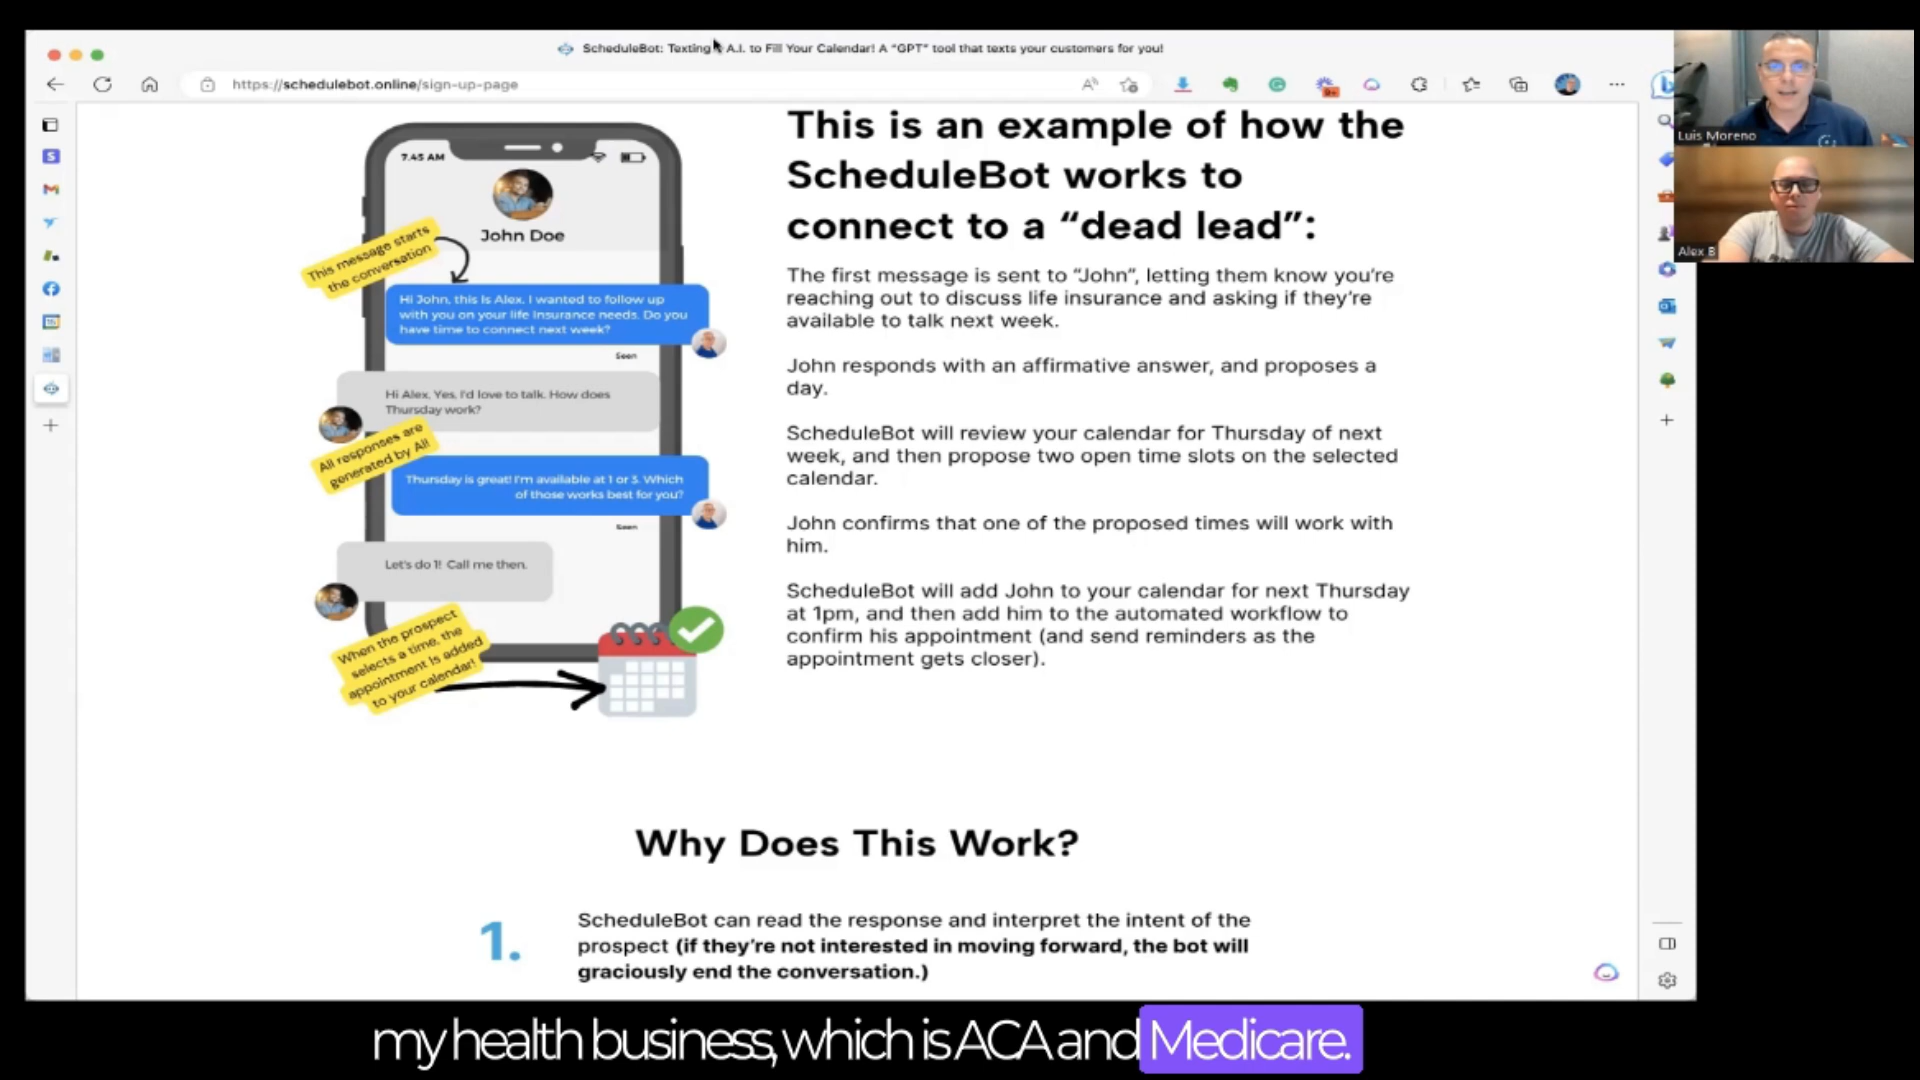 ScheduleBot: Texting A.I. to Fill Your Calendar! A "GPT" tool that texts your customers for you!
https://schedulebot.online/sign-up-page
Luis Moreno
Alex B
7.45 AM
John Doe
This message starts
the conversation
Hi John, this is Alex. I wanted to follow up
with you on your life insurance needs. Do you
have time to connect next week?
Seen
Hi Alex, Yes, I'd love to talk. How does
Thursday work?
All responses are
generated by AI!
Thursday is great! I'm available at 1 or 3. Which
of those works best for you?
Seen
Let's do 1! Call me then.
When the prospect
selects a time, the
appointment is added
to your calendar!
This is an example of how the
ScheduleBot works to
connect to a “dead lead”:
The first message is sent to “John”, letting them know you’re
reaching out to discuss life insurance and asking if they’re
available to talk next week.
John responds with an affirmative answer, and proposes a
day.
ScheduleBot will review your calendar for Thursday of next
week, and then propose two open time slots on the selected
calendar.
John confirms that one of the proposed times will work with
him.
ScheduleBot will add John to your calendar for next Thursday
at 1pm, and then add him to the automated workflow to
confirm his appointment (and send reminders as the
appointment gets closer).
Why Does This Work?
1.
ScheduleBot can read the response and interpret the intent of the
prospect (if they’re not interested in moving forward, the bot will
graciously end the conversation.)
my health business, which is ACA and Medicare.